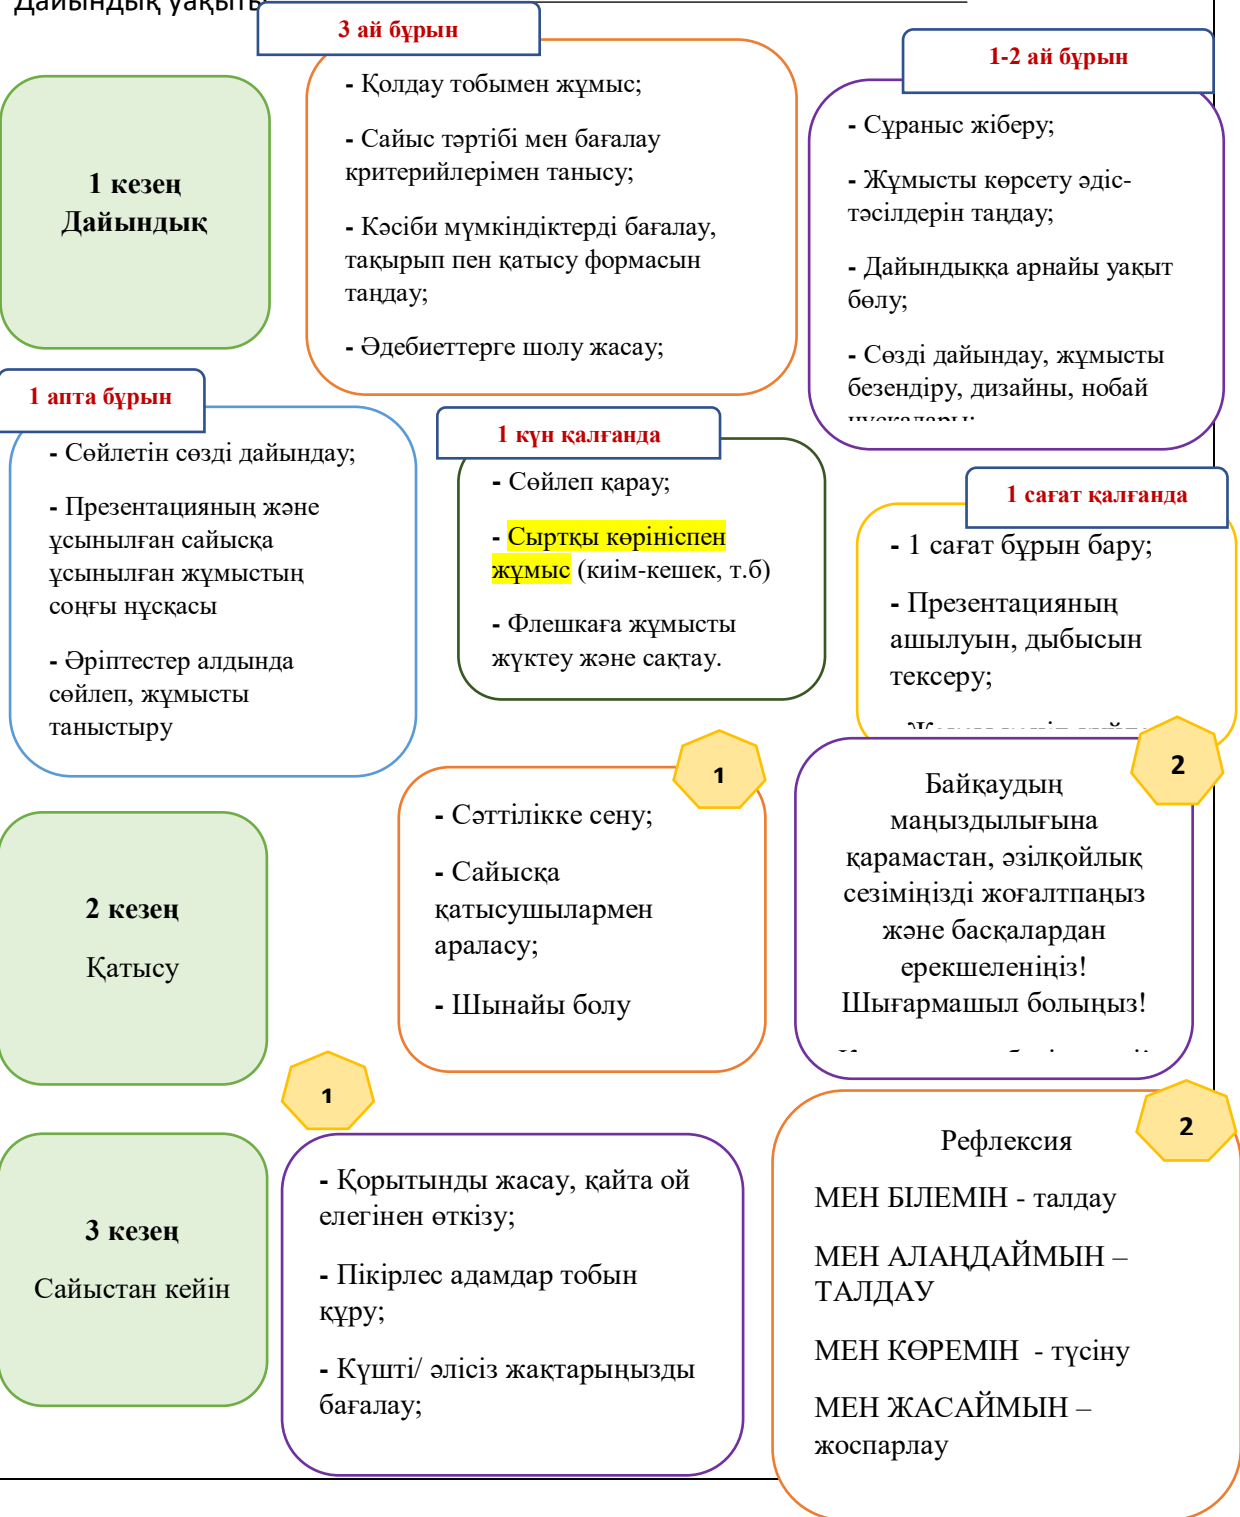 Дайындық уақыты
3 ай бұрын
1-2 ай бұрын
1 кезең
Дайындық
- Қолдау тобымен жұмыс;
- Сайыс тәртібі мен бағалау
критерийлерімен танысу;
- Кәсіби мүмкіндіктерді бағалау,
тақырып пен қатысу формасын
таңдау;
- Әдебиеттерге шолу жасау;
- Сұраныс жіберу;
- Жұмысты көрсету әдіс-
тәсілдерін таңдау;
- Дайындыққа арнайы уақыт
бөлу;
- Сөзді дайындау, жұмысты
безендіру, дизайны, нобай
1 апта бұрын
- Сөйлетін сөзді дайындау;
- Презентацияның және
ұсынылған сайысқа
ұсынылған жұмыстың
соңғы нұсқасы
- Әріптестер алдында
сөйлеп, жұмысты
таныстыру
1 күн қалғанда
- Сөйлеп қарау;
- Сыртқы көрініспен
жұмыс (киім-кешек, т.б)
- Флешкаға жұмысты
жүктеу және сақтау.
1 сағат қалғанда
- 1 сағат бұрын бару;
- Презентацияның
ашылуын, дыбысын
тексеру;
2 кезең
Қатысу
1
- Сәттілікке сену;
- Сайысқа
қатысушылармен
араласу;
- Шынайы болу
2
Байқаудың
маңыздылығына
қарамастан, әзілқойлық
сезіміңізді жоғалтпаңыз
және басқалардан
ерекшеленіңіз!
Шығармашыл болыңыз!
3 кезең
Сайыстан кейін
1
- Қорытынды жасау, қайта ой
елегінен өткізу;
- Пікірлес адамдар тобын
құру;
- Күшті/ әлісіз жақтарыңызды
бағалау;
2
Рефлексия
МЕН БІЛЕМІН - талдау
МЕН АЛАҢДАЙМЫН –
ТАЛДАУ
МЕН КӨРЕМІН - түсіну
МЕН ЖАСАЙМЫН –
жоспарлау